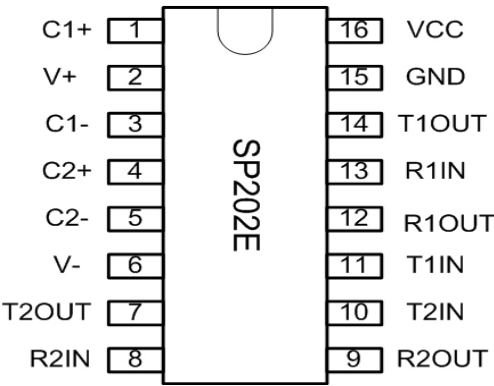 C1+ 1 16 VCC
V+ 2 15 GND
C1- 3 14 T1OUT
C2+ 4 13 R1IN
C2- 5 12 R1OUT
V- 6 11 T1IN
T2OUT 7 10 T2IN
R2IN 8 9 R2OUT
SP202E